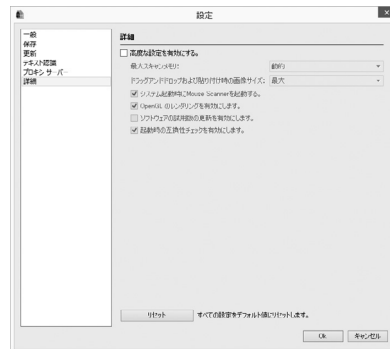 設定
一般
保存
更新
テキスト認識
プロキシ サーバー
詳細
詳細
高度な設定を有効にする。
最大スキャンメモリ: 動的
ドラッグアンドドロップおよび貼り付け時の画像サイズ: 最大
システム起動時にMouse Scannerを起動する。
OpenGLのレンダリングを有効にします。
ソフトウェアの試用版の更新を有効にします。
起動時の互換性チェックを有効にします。
リセット すべての設定をデフォルト値にリセットします。
Ok キャンセル